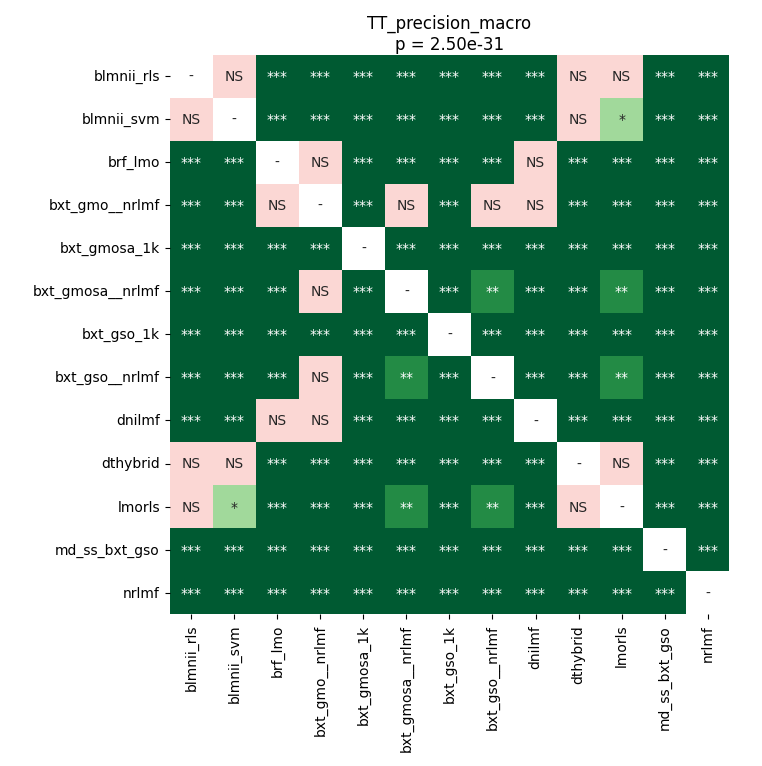 TT_precision_macro
p = 2.50e-31
blmnii_rls - NS *** *** *** *** *** *** *** NS NS *** ***
blmnii_svm NS - *** *** *** *** *** *** *** NS * *** ***
brf_lmo *** *** - NS *** *** *** *** NS *** *** *** ***
bxt_gmo__nrlmf *** *** NS - *** NS *** NS NS *** *** *** ***
bxt_gmosa_1k *** *** *** *** - *** *** *** *** *** *** *** ***
bxt_gmosa__nrlmf *** *** *** NS *** - *** ** *** *** ** *** ***
bxt_gso_1k *** *** *** *** *** *** - *** *** *** *** *** ***
bxt_gso__nrlmf *** *** *** NS *** ** *** - *** *** ** *** ***
dnilmf *** *** NS NS *** *** *** *** - *** *** *** ***
dthybrid NS NS *** *** *** *** *** *** *** - NS *** ***
lmorls NS * *** *** *** ** *** ** *** NS - *** ***
md_ss_bxt_gso *** *** *** *** *** *** *** *** *** *** *** - ***
nrlmf *** *** *** *** *** *** *** *** *** *** *** *** -
blmnii_rls blmnii_svm brf_lmo bxt_gmo__nrlmf bxt_gmosa_1k bxt_gmosa__nrlmf bxt_gso_1k bxt_gso__nrlmf dnilmf dthybrid lmorls md_ss_bxt_gso nrlmf